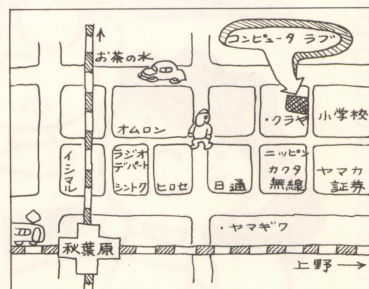 コンピュータ ラブ
お茶の水
・クラヤ
小学校
オムロン
イシマル
ラジオ
デパート
シントク
ヒロセ
日通
ニッピン
カクタ
無線
ヤマカ
証券
・ヤマギワ
秋葉原
上野→